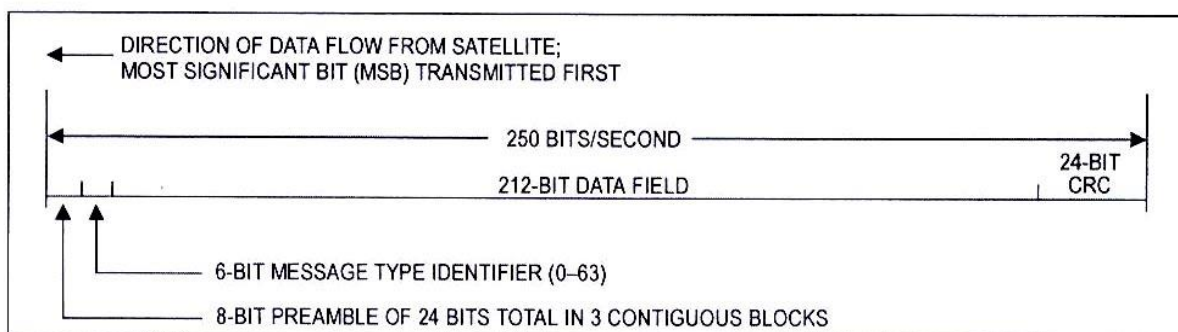 DIRECTION OF DATA FLOW FROM SATELLITE;
MOST SIGNIFICANT BIT (MSB) TRANSMITTED FIRST
250 BITS/SECOND
24-BIT
CRC
212-BIT DATA FIELD
6-BIT MESSAGE TYPE IDENTIFIER (0–63)
8-BIT PREAMBLE OF 24 BITS TOTAL IN 3 CONTIGUOUS BLOCKS